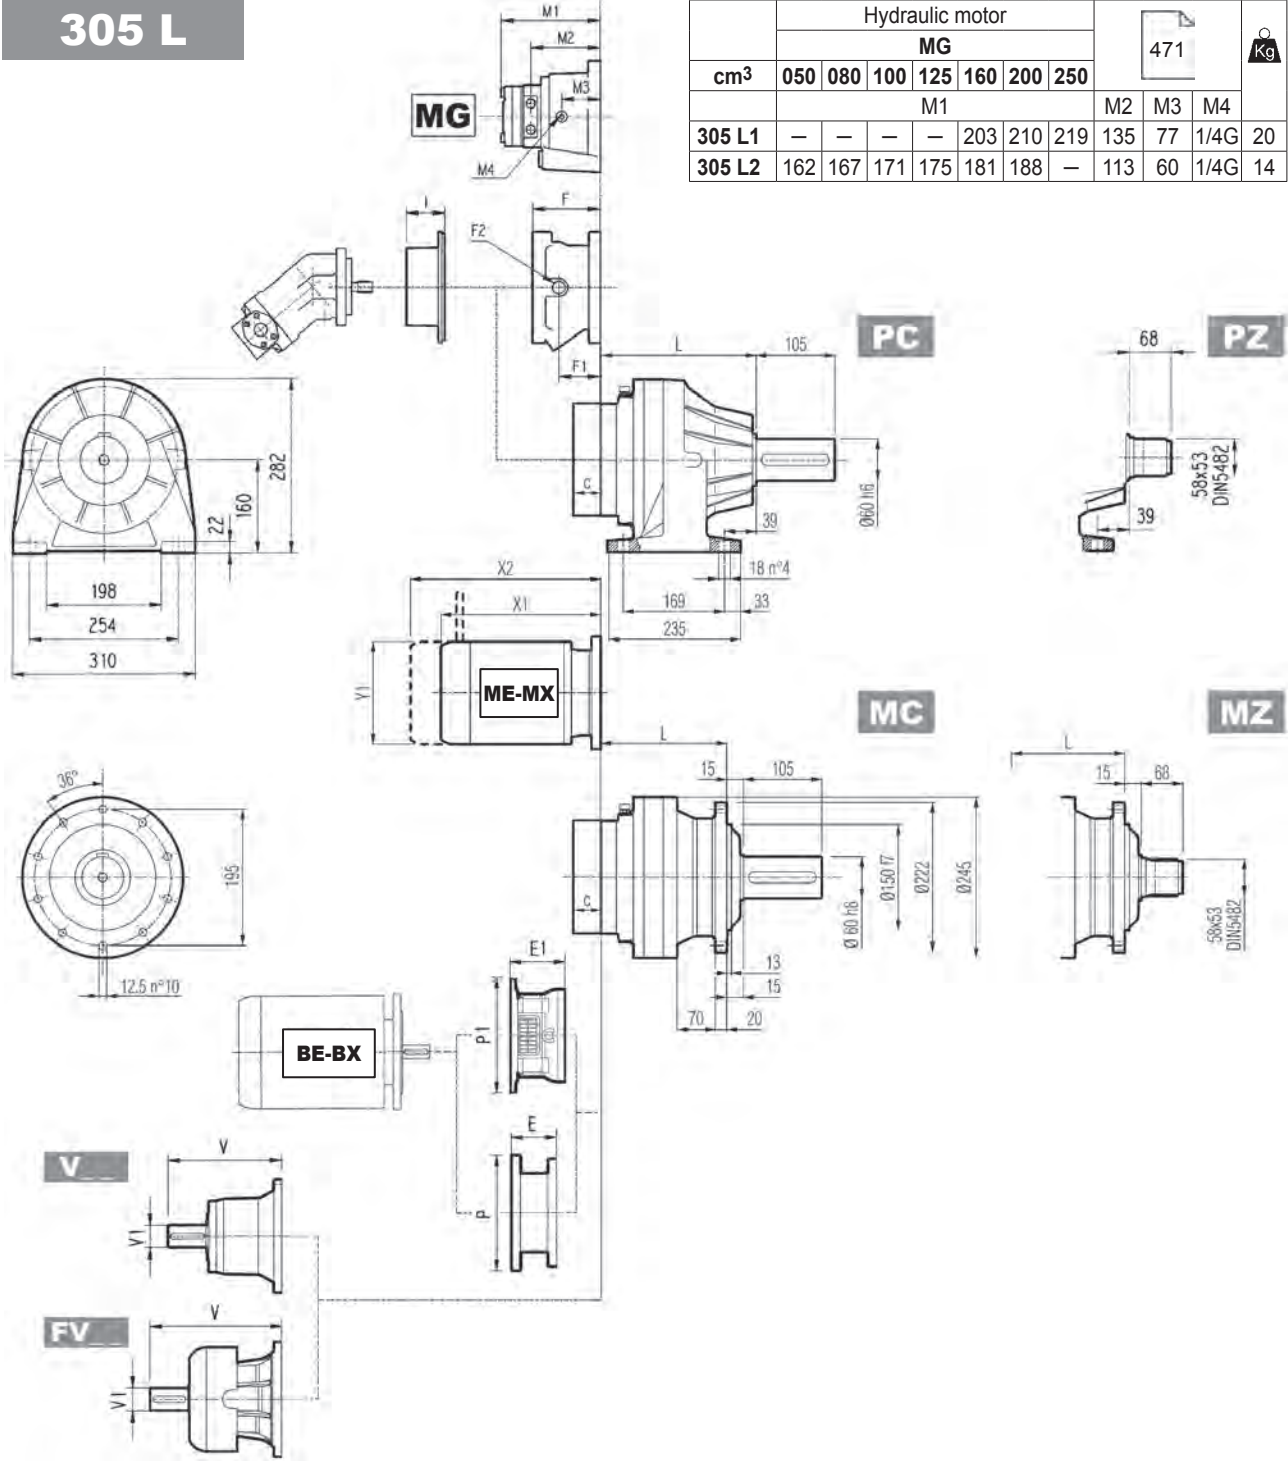 305 L
Hydraulic motor
MG
471
Kg
cm³ 050 080 100 125 160 200 250
M1 M2 M3 M4
305 L1 — — — — 203 210 219 135 77 1/4G 20
305 L2 162 167 171 175 181 188 — 113 60 1/4G 14
M1
M2
M3
MG
M4
I
F
F2
F1
PC
L 105
C
Ø60 h6
39
18 n°4
169 33
235
PZ
68
58x53
DIN5482
39
282
160
22
198
254
310
X2
X1
Y1
ME-MX
MC
L
15 105
C
Ø 60 h6
Ø150 f7
Ø222
Ø245
13
15
70 20
MZ
L
15 68
58x53
DIN5482
36°
195
12.5 n°10
BE-BX
E1
P1
E
P
V
V
V1
FV
V
V1